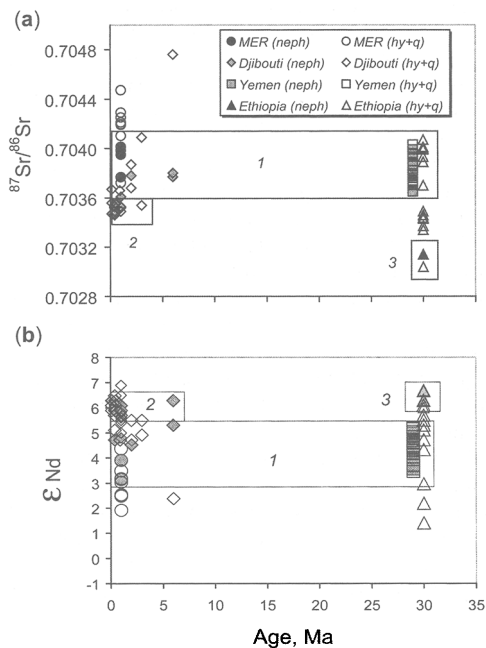 (a)
87Sr/86Sr
0.7048
0.7044
0.7040
0.7036
0.7032
0.7028
MER (neph) MER (hy+q)
Djibouti (neph) Djibouti (hy+q)
Yemen (neph) Yemen (hy+q)
Ethiopia (neph) Ethiopia (hy+q)
1
2
3
(b)
ε Nd
8
7
6
5
4
3
2
1
0
-1
2
3
1
0 5 10 15 20 25 30 35
Age, Ma